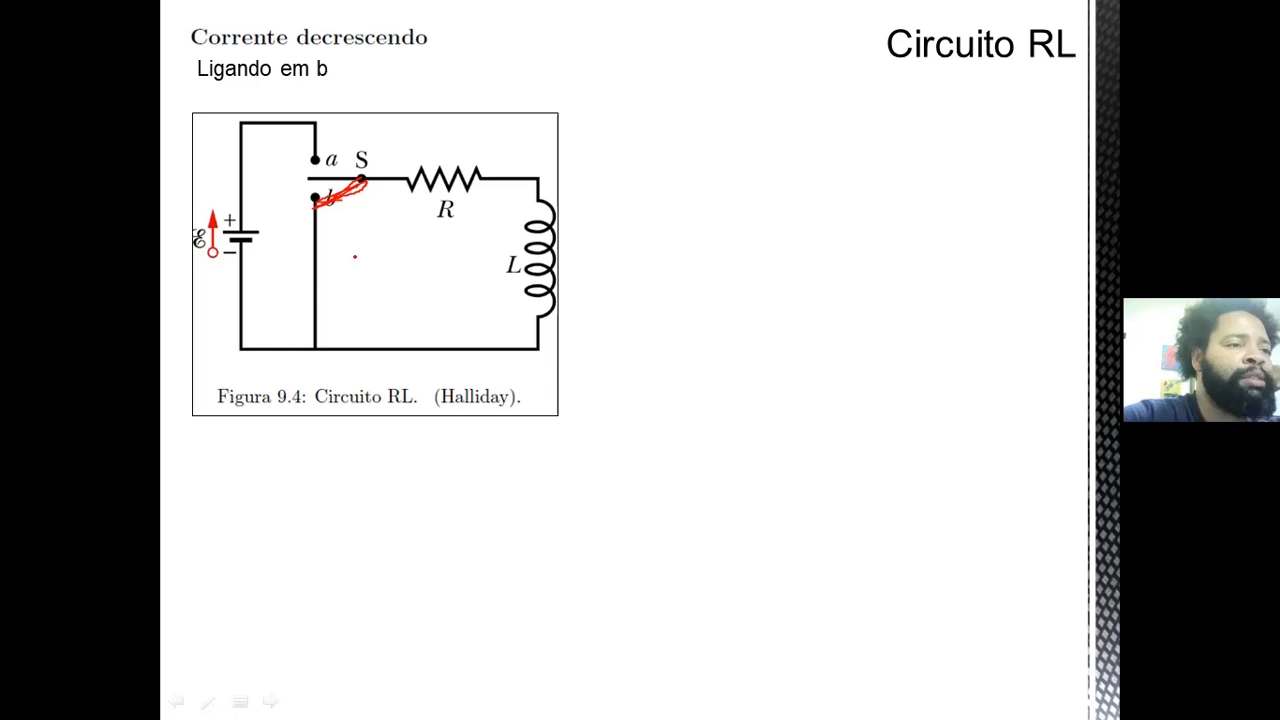 Corrente decrescendo
Circuito RL
Ligando em b
a
S
b
+
R
ℰ
−
L
Figura 9.4: Circuito RL. (Halliday).